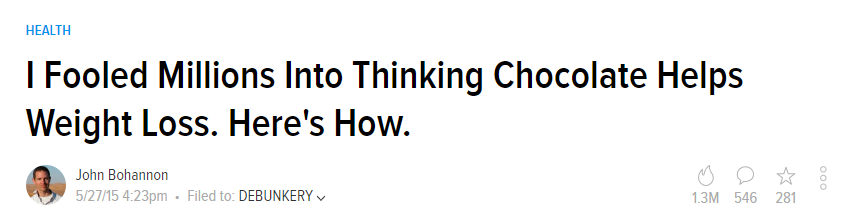 HEALTH
I Fooled Millions Into Thinking Chocolate Helps
Weight Loss. Here's How.
John Bohannon
5/27/15 4:23pm • Filed to: DEBUNKERY
1.3M 546 281